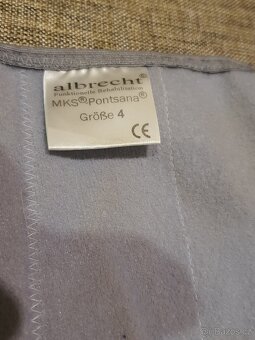 albrecht®
Funktionelle Rehabilitation
MKS®Pontsana®
Größe 4
CE